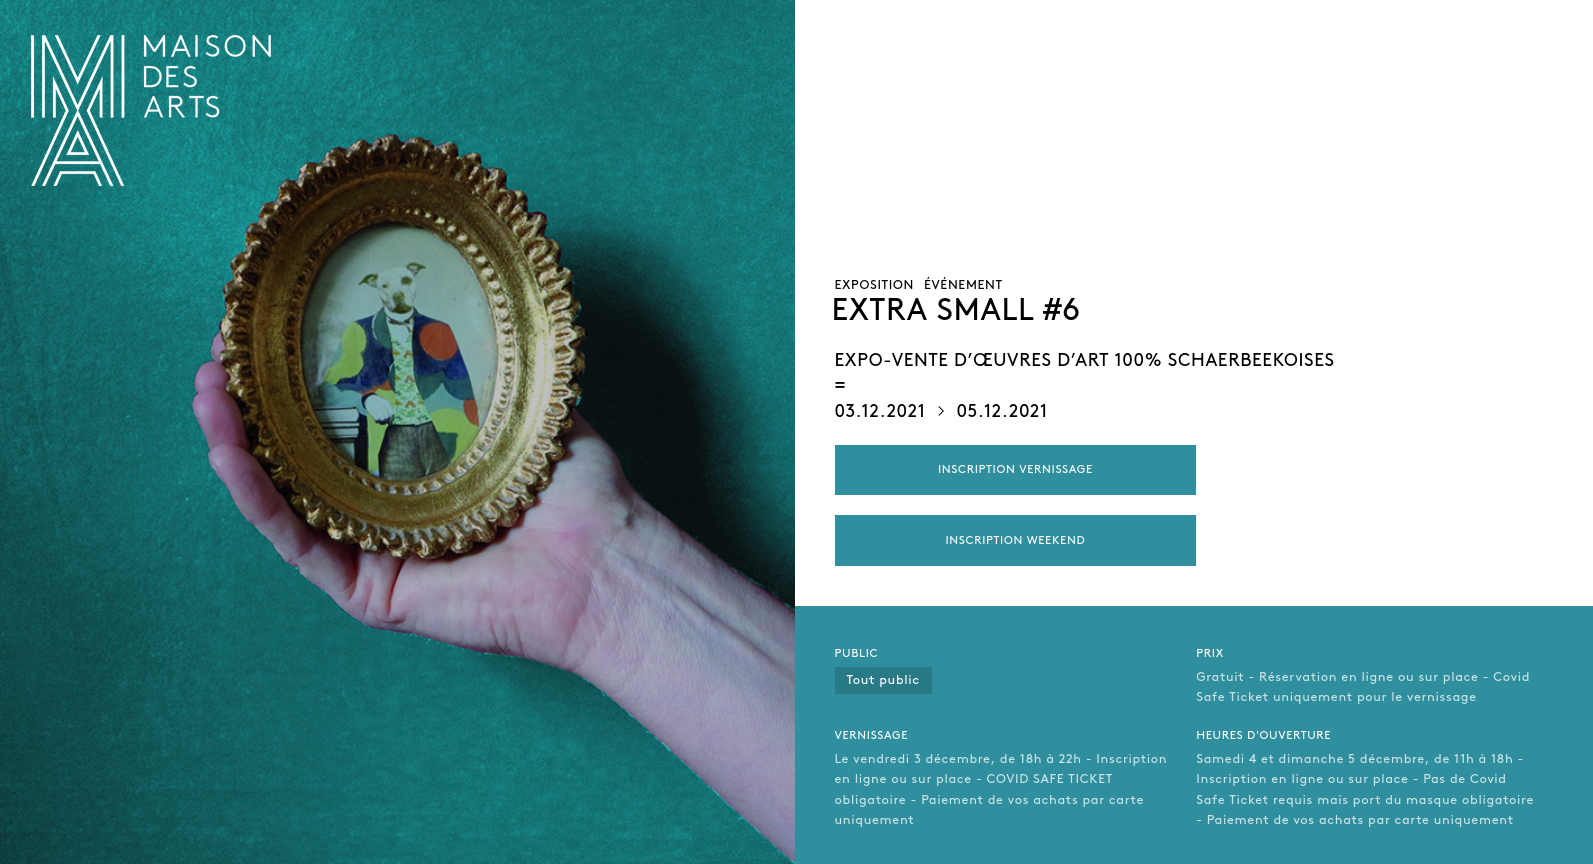 MAISON
DES
ARTS
EXPOSITION ÉVÉNEMENT
EXTRA SMALL #6
EXPO-VENTE D’ŒUVRES D’ART 100% SCHAERBEEKOISES
=
03.12.2021 > 05.12.2021
INSCRIPTION VERNISSAGE
INSCRIPTION WEEKEND
PUBLIC
Tout public
PRIX
Gratuit - Réservation en ligne ou sur place - Covid
Safe Ticket uniquement pour le vernissage
VERNISSAGE
Le vendredi 3 décembre, de 18h à 22h - Inscription
en ligne ou sur place - COVID SAFE TICKET
obligatoire - Paiement de vos achats par carte
uniquement
HEURES D'OUVERTURE
Samedi 4 et dimanche 5 décembre, de 11h à 18h -
Inscription en ligne ou sur place - Pas de Covid
Safe Ticket requis mais port du masque obligatoire
- Paiement de vos achats par carte uniquement